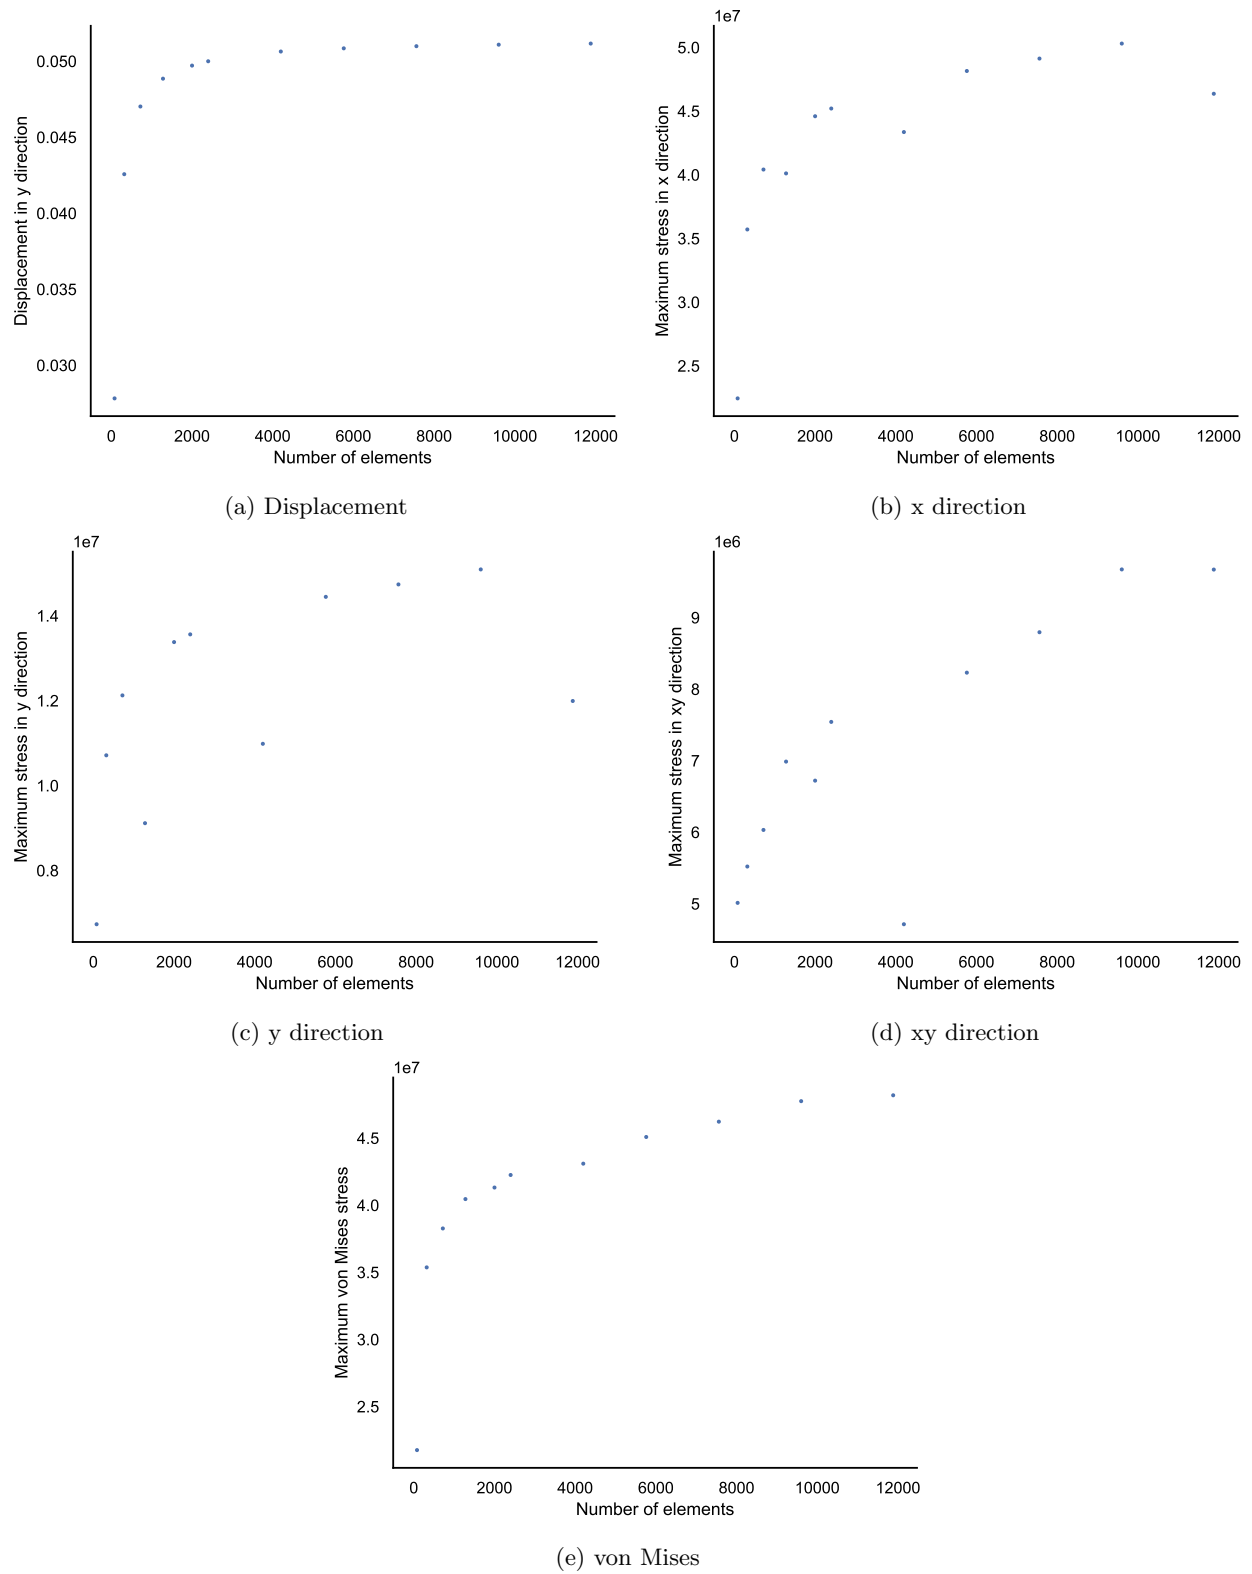 0.050
0.045
0.040
0.035
0.030
Displacement in y direction
0 2000 4000 6000 8000 10000 12000
Number of elements
(a) Displacement
1e7
5.0
4.5
4.0
3.5
3.0
2.5
Maximum stress in x direction
0 2000 4000 6000 8000 10000 12000
Number of elements
(b) x direction
1e7
1.4
1.2
1.0
0.8
Maximum stress in y direction
0 2000 4000 6000 8000 10000 12000
Number of elements
(c) y direction
1e6
9
8
7
6
5
Maximum stress in xy direction
0 2000 4000 6000 8000 10000 12000
Number of elements
(d) xy direction
1e7
4.5
4.0
3.5
3.0
2.5
Maximum von Mises stress
0 2000 4000 6000 8000 10000 12000
Number of elements
(e) von Mises